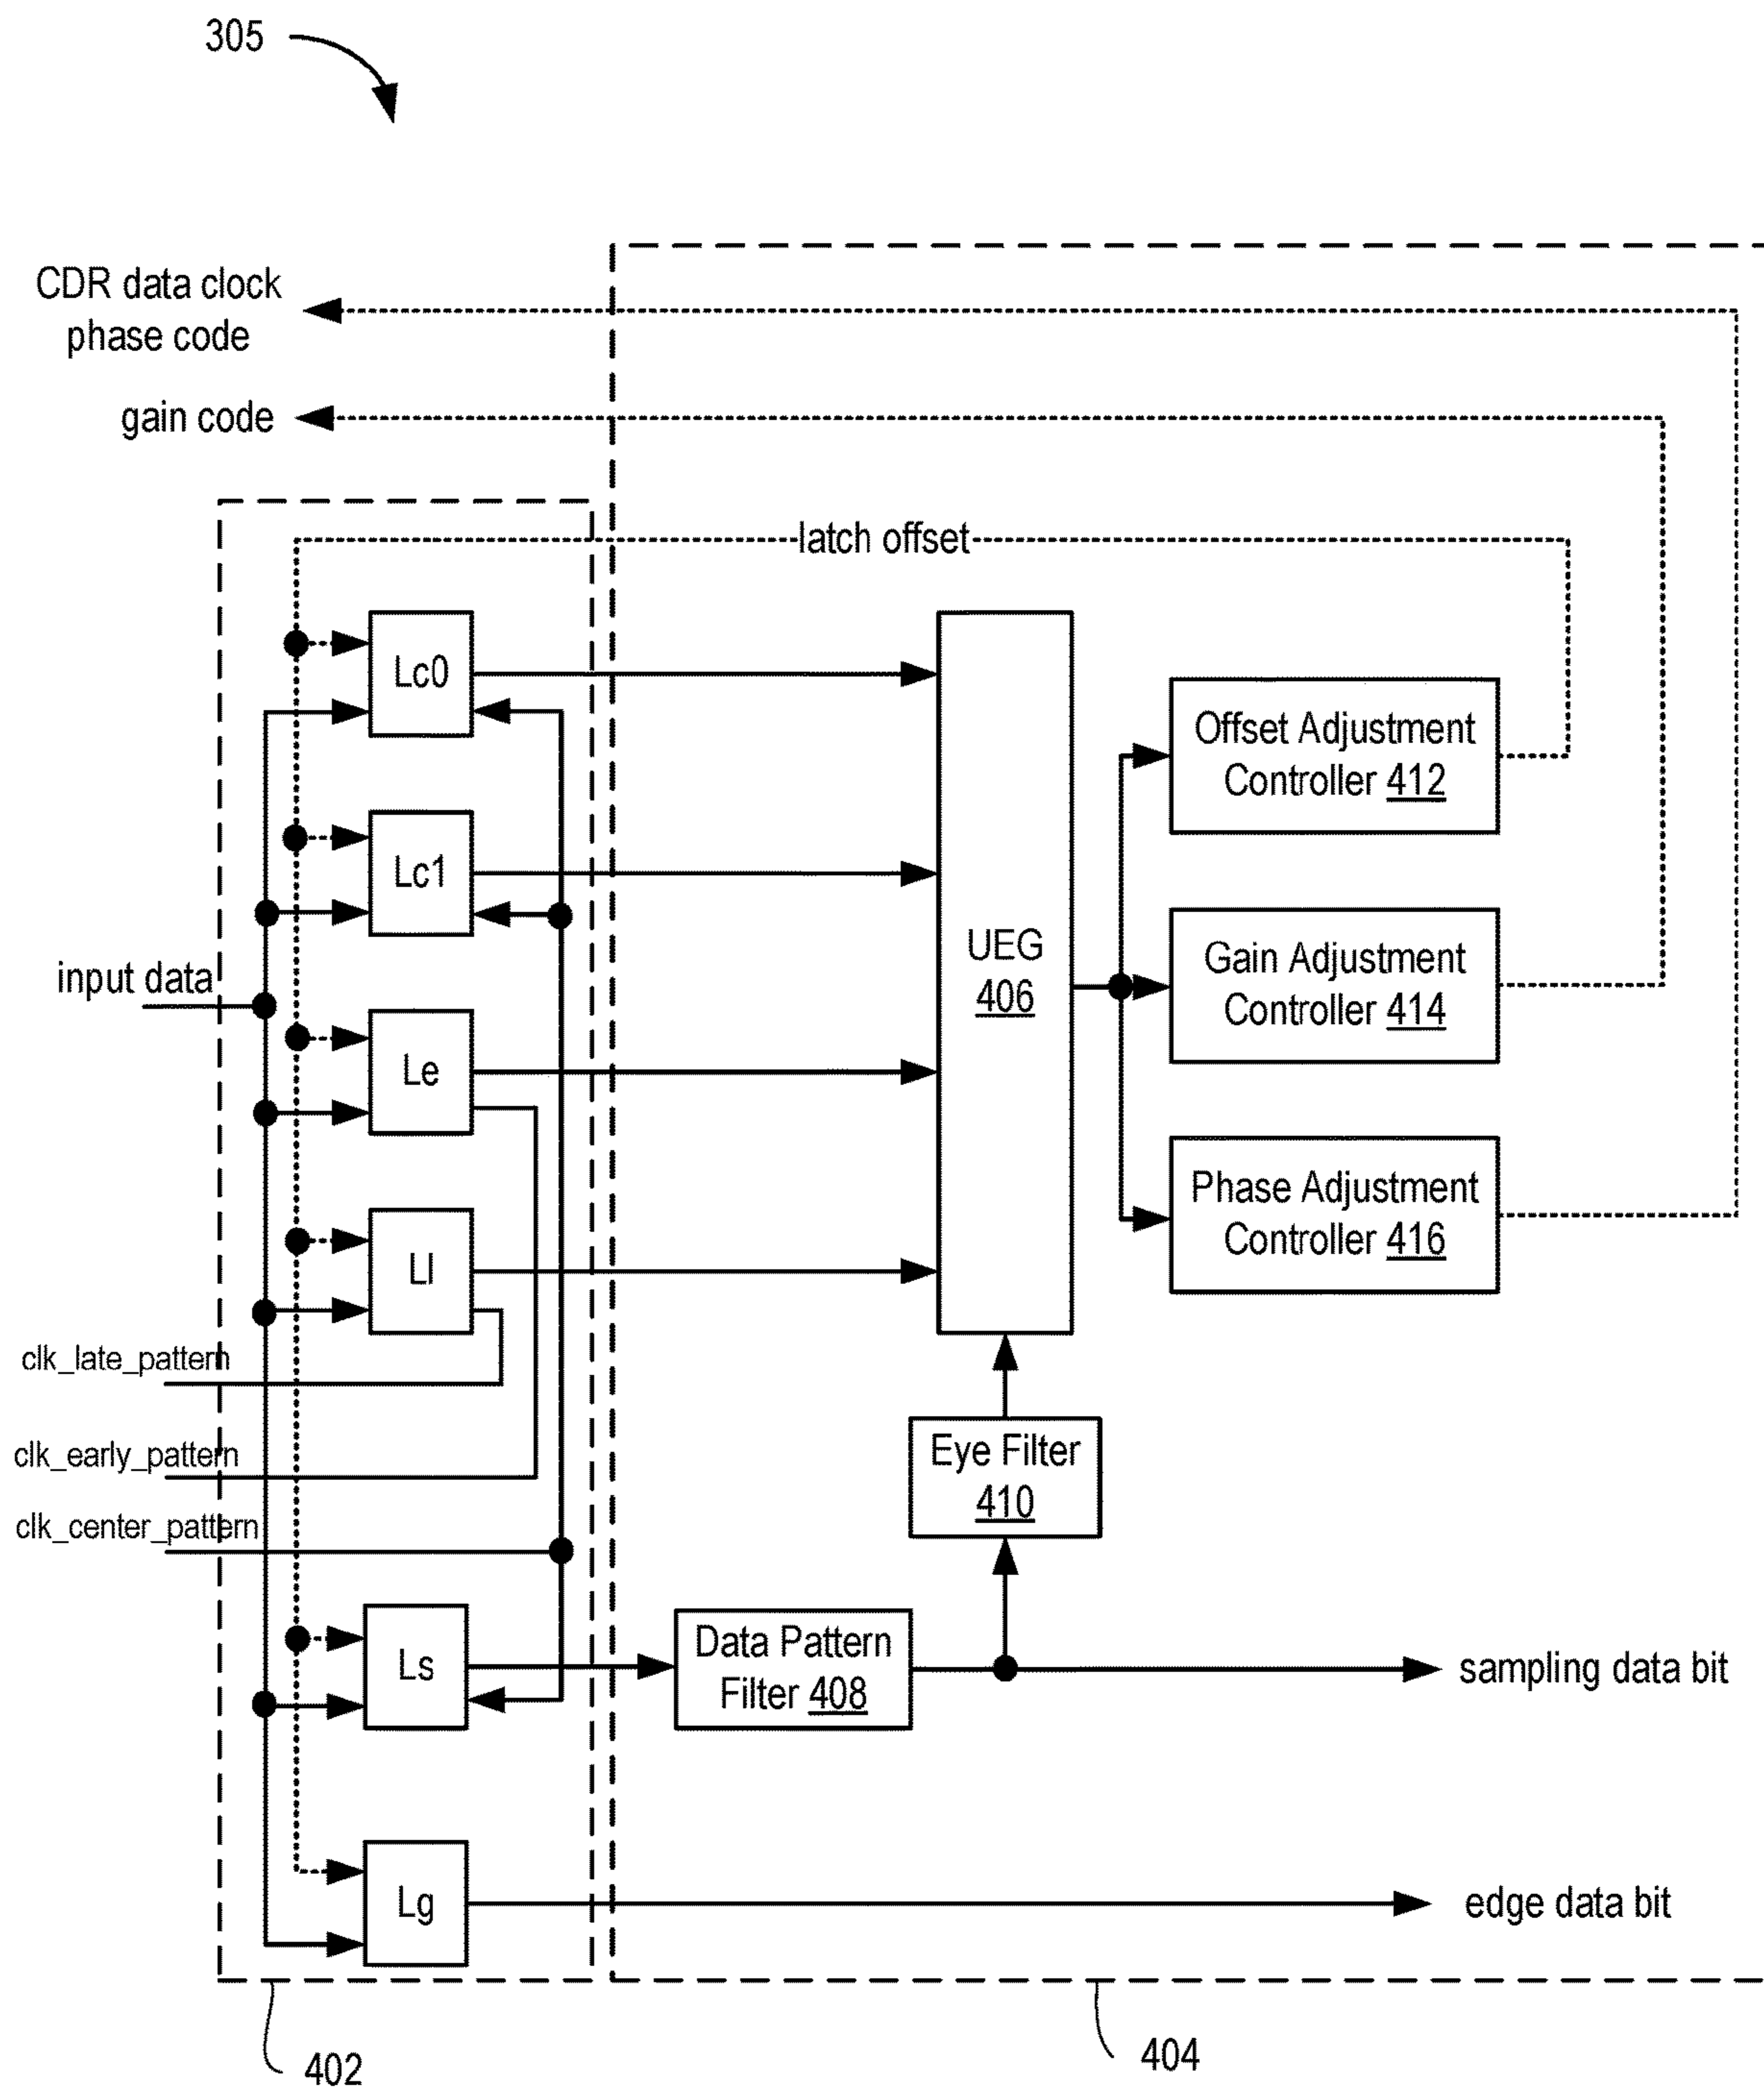 305
CDR data clock
phase code
gain code
latch offset
Lc0
Offset Adjustment
Controller 412
Lc1
UEG
406
Gain Adjustment
Controller 414
input data
Le
Phase Adjustment
Controller 416
Ll
clk_late_pattern
Eye Filter
410
clk_early_pattern
clk_center_pattern
Ls
Data Pattern
Filter 408
sampling data bit
Lg
edge data bit
402
404